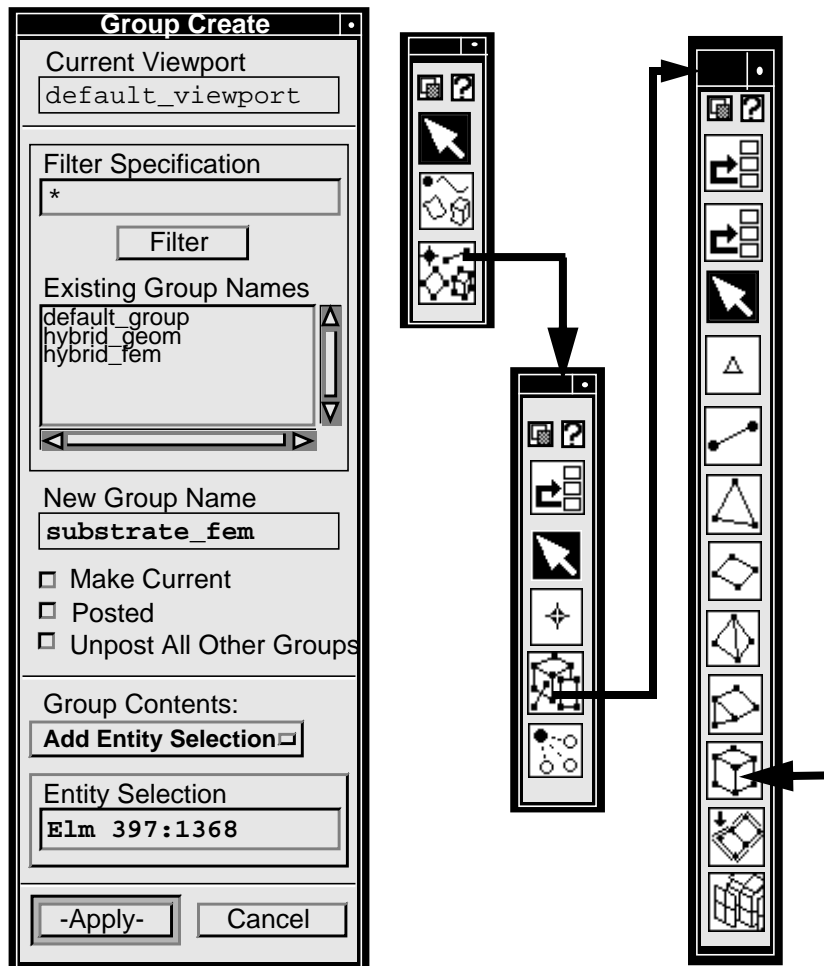 Group Create
Current Viewport
default_viewport
Filter Specification
*
Filter
Existing Group Names
default_group
hybrid_geom
hybrid_fem
New Group Name
substrate_fem
Make Current
Posted
Unpost All Other Groups
Group Contents:
Add Entity Selection
Entity Selection
Elm 397:1368
-Apply-
Cancel
?
?
?